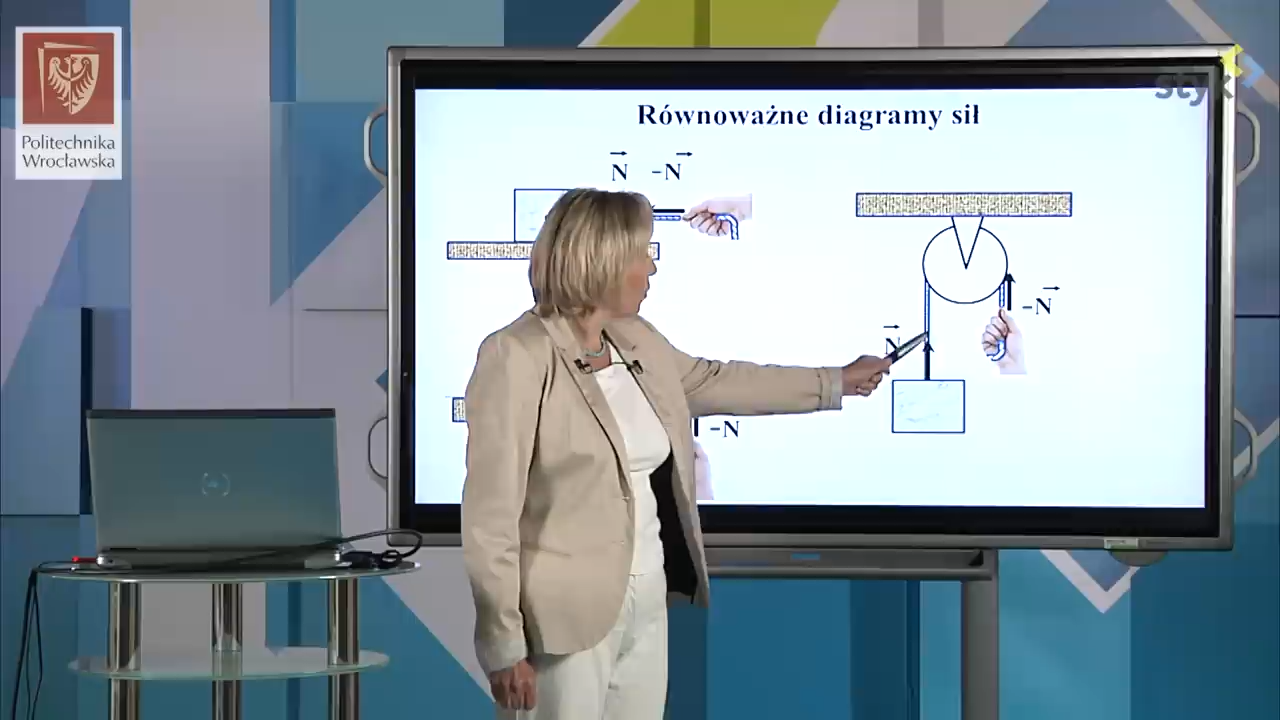 Politechnika
Wrocławska
styk
Równoważne diagramy sił
N -N
-N
N
-N